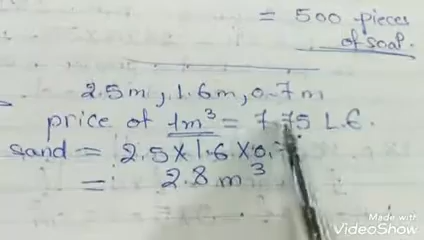 = 500 pieces
of soap.
2.5m, 1.6m, 0.7m
price of 1m³ = 7.75 L.E.
sand = 2.5 X 1.6 X 0.
= 2.8 m³
Made with
VideoShow